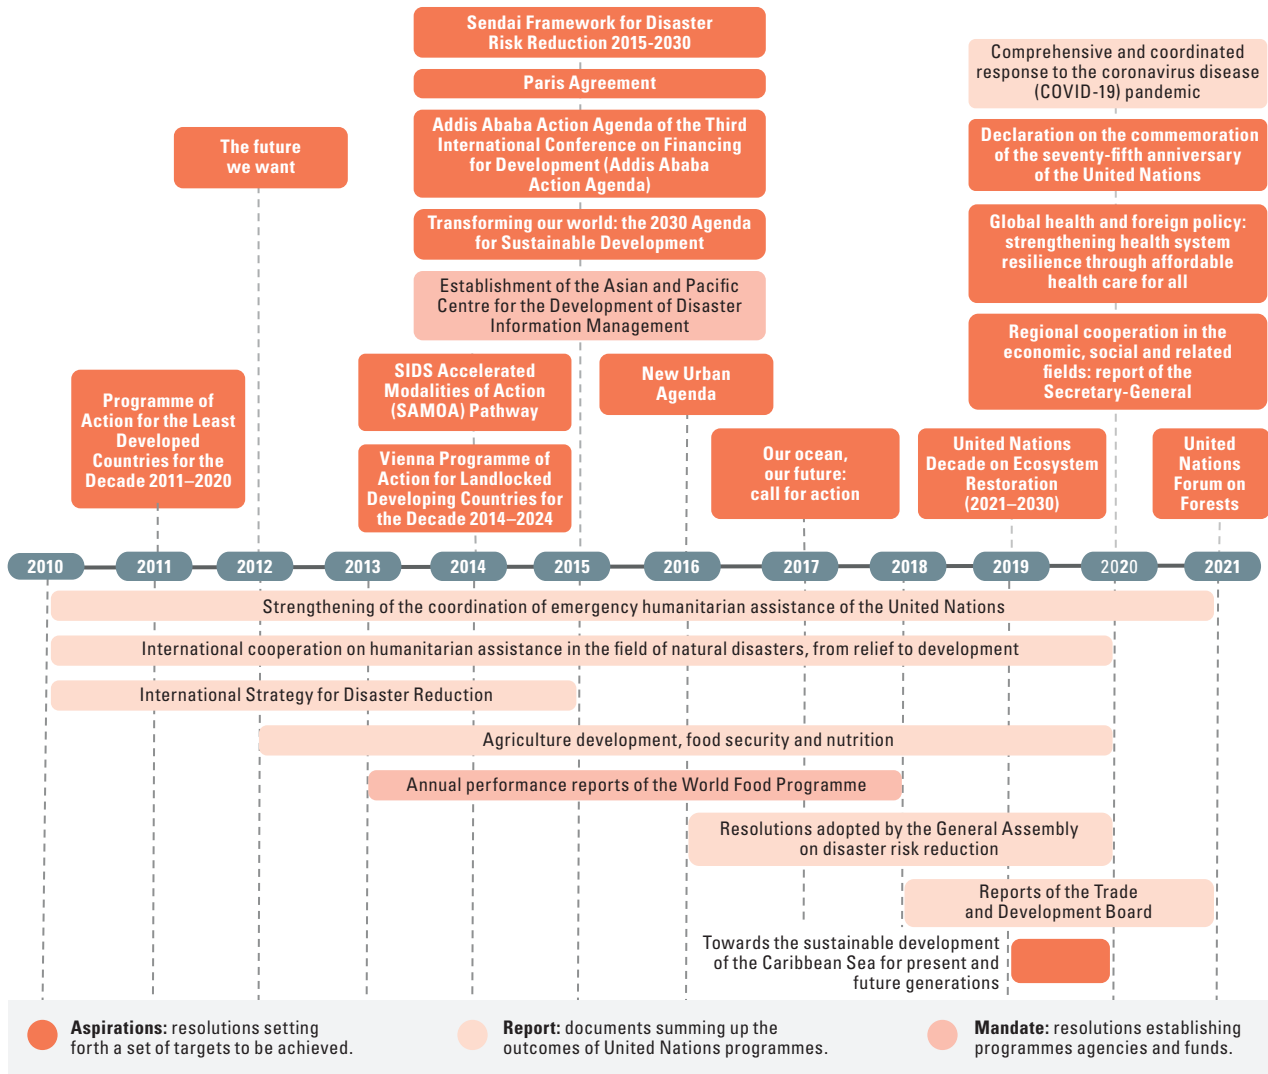 Sendai Framework for Disaster
Risk Reduction 2015-2030
Paris Agreement
Addis Ababa Action Agenda of the Third
International Conference on Financing
for Development (Addis Ababa
Action Agenda)
Transforming our world: the 2030 Agenda
for Sustainable Development
Establishment of the Asian and Pacific
Centre for the Development of Disaster
Information Management
The future
we want
Comprehensive and coordinated
response to the coronavirus disease
(COVID-19) pandemic
Declaration on the commemoration
of the seventy-fifth anniversary
of the United Nations
Global health and foreign policy:
strengthening health system
resilience through affordable
health care for all
Regional cooperation in the
economic, social and related
fields: report of the
Secretary-General
Programme of
Action for the Least
Developed
Countries for the
Decade 2011–2020
SIDS Accelerated
Modalities of Action
(SAMOA) Pathway
Vienna Programme of
Action for Landlocked
Developing Countries for
the Decade 2014–2024
New Urban
Agenda
Our ocean,
our future:
call for action
United Nations
Decade on Ecosystem
Restoration
(2021–2030)
United
Nations
Forum on
Forests
2010 2011 2012 2013 2014 2015 2016 2017 2018 2019 2020 2021
Strengthening of the coordination of emergency humanitarian assistance of the United Nations
International cooperation on humanitarian assistance in the field of natural disasters, from relief to development
International Strategy for Disaster Reduction
Agriculture development, food security and nutrition
Annual performance reports of the World Food Programme
Resolutions adopted by the General Assembly
on disaster risk reduction
Reports of the Trade
and Development Board
Towards the sustainable development
of the Caribbean Sea for present and
future generations
Aspirations: resolutions setting
forth a set of targets to be achieved.
Report: documents summing up the
outcomes of United Nations programmes.
Mandate: resolutions establishing
programmes agencies and funds.